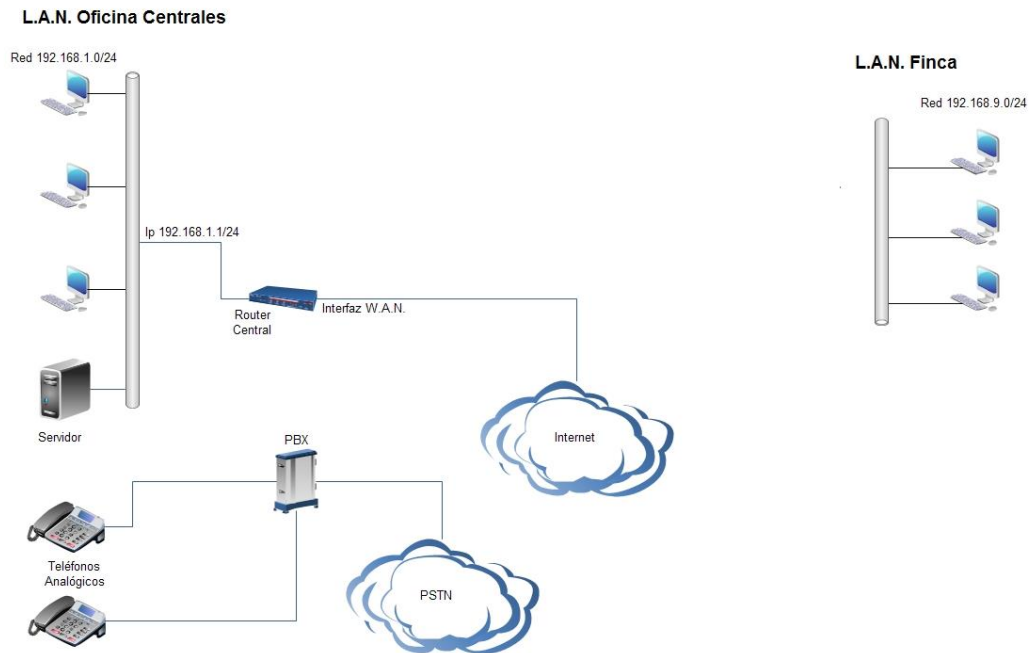 L.A.N. Oficina Centrales
Red 192.168.1.0/24
L.A.N. Finca
Red 192.168.9.0/24
Ip 192.168.1.1/24
Interfaz W.A.N.
Router
Central
Internet
Servidor
PBX
Teléfonos
Analógicos
PSTN